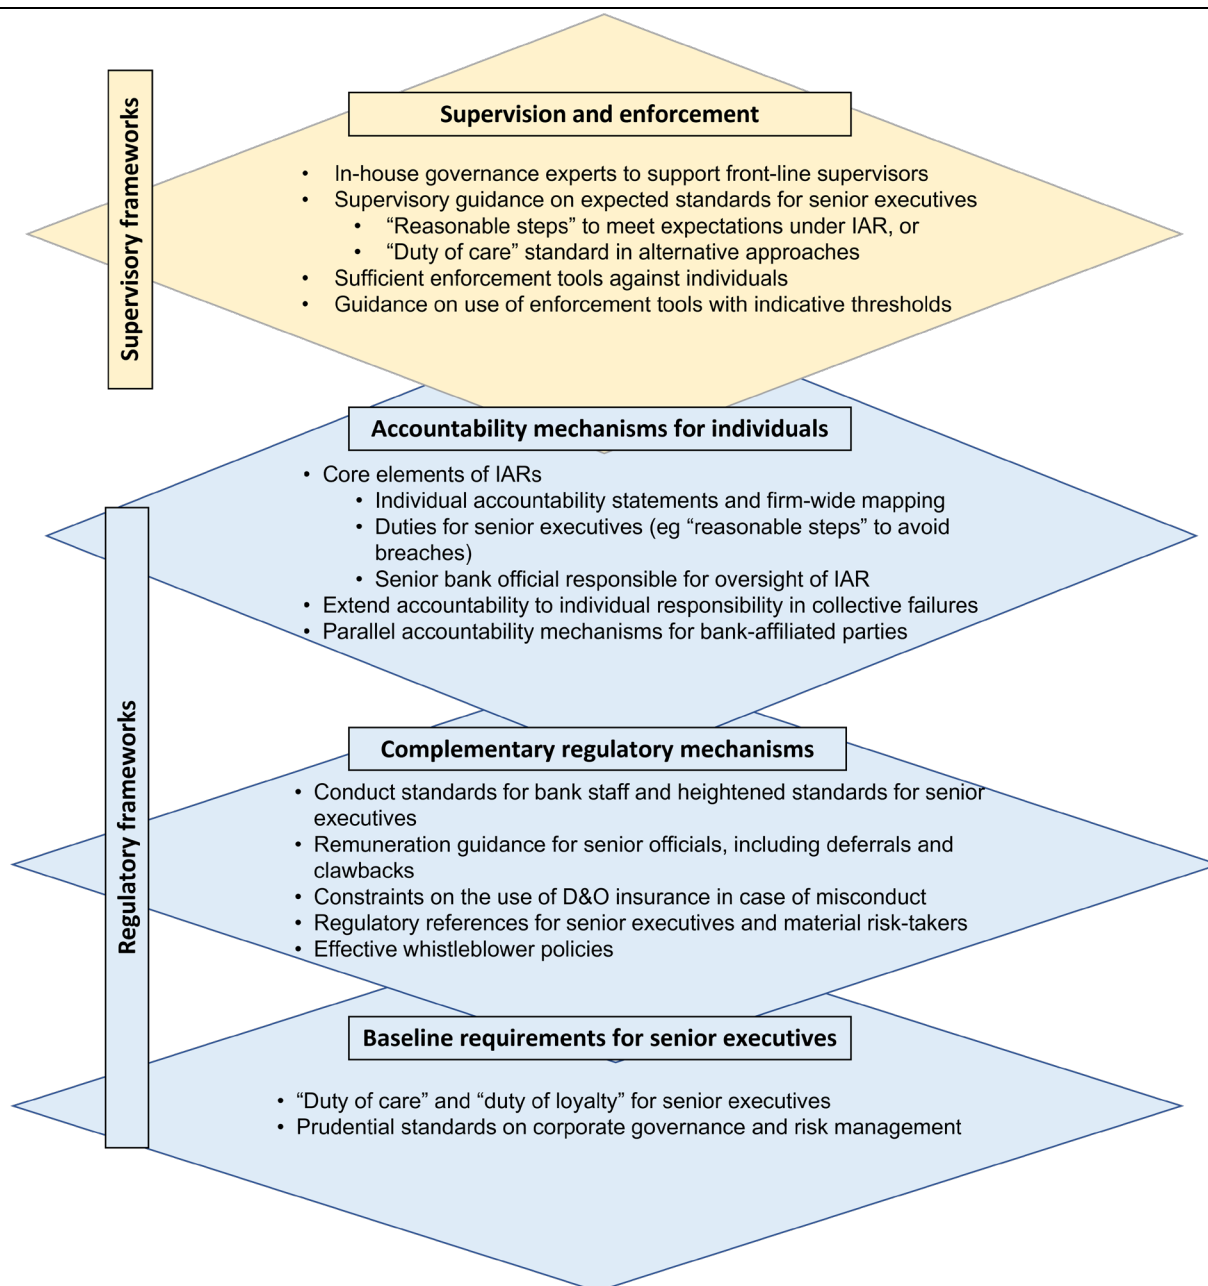 Supervisory frameworks
Supervision and enforcement
• In-house governance experts to support front-line supervisors
• Supervisory guidance on expected standards for senior executives
• “Reasonable steps” to meet expectations under IAR, or
• “Duty of care” standard in alternative approaches
• Sufficient enforcement tools against individuals
• Guidance on use of enforcement tools with indicative thresholds
Regulatory frameworks
Accountability mechanisms for individuals
• Core elements of IARs
• Individual accountability statements and firm-wide mapping
• Duties for senior executives (eg “reasonable steps” to avoid
breaches)
• Senior bank official responsible for oversight of IAR
• Extend accountability to individual responsibility in collective failures
• Parallel accountability mechanisms for bank-affiliated parties
Complementary regulatory mechanisms
• Conduct standards for bank staff and heightened standards for senior
executives
• Remuneration guidance for senior officials, including deferrals and
clawbacks
• Constraints on the use of D&O insurance in case of misconduct
• Regulatory references for senior executives and material risk-takers
• Effective whistleblower policies
Baseline requirements for senior executives
• “Duty of care” and “duty of loyalty” for senior executives
• Prudential standards on corporate governance and risk management